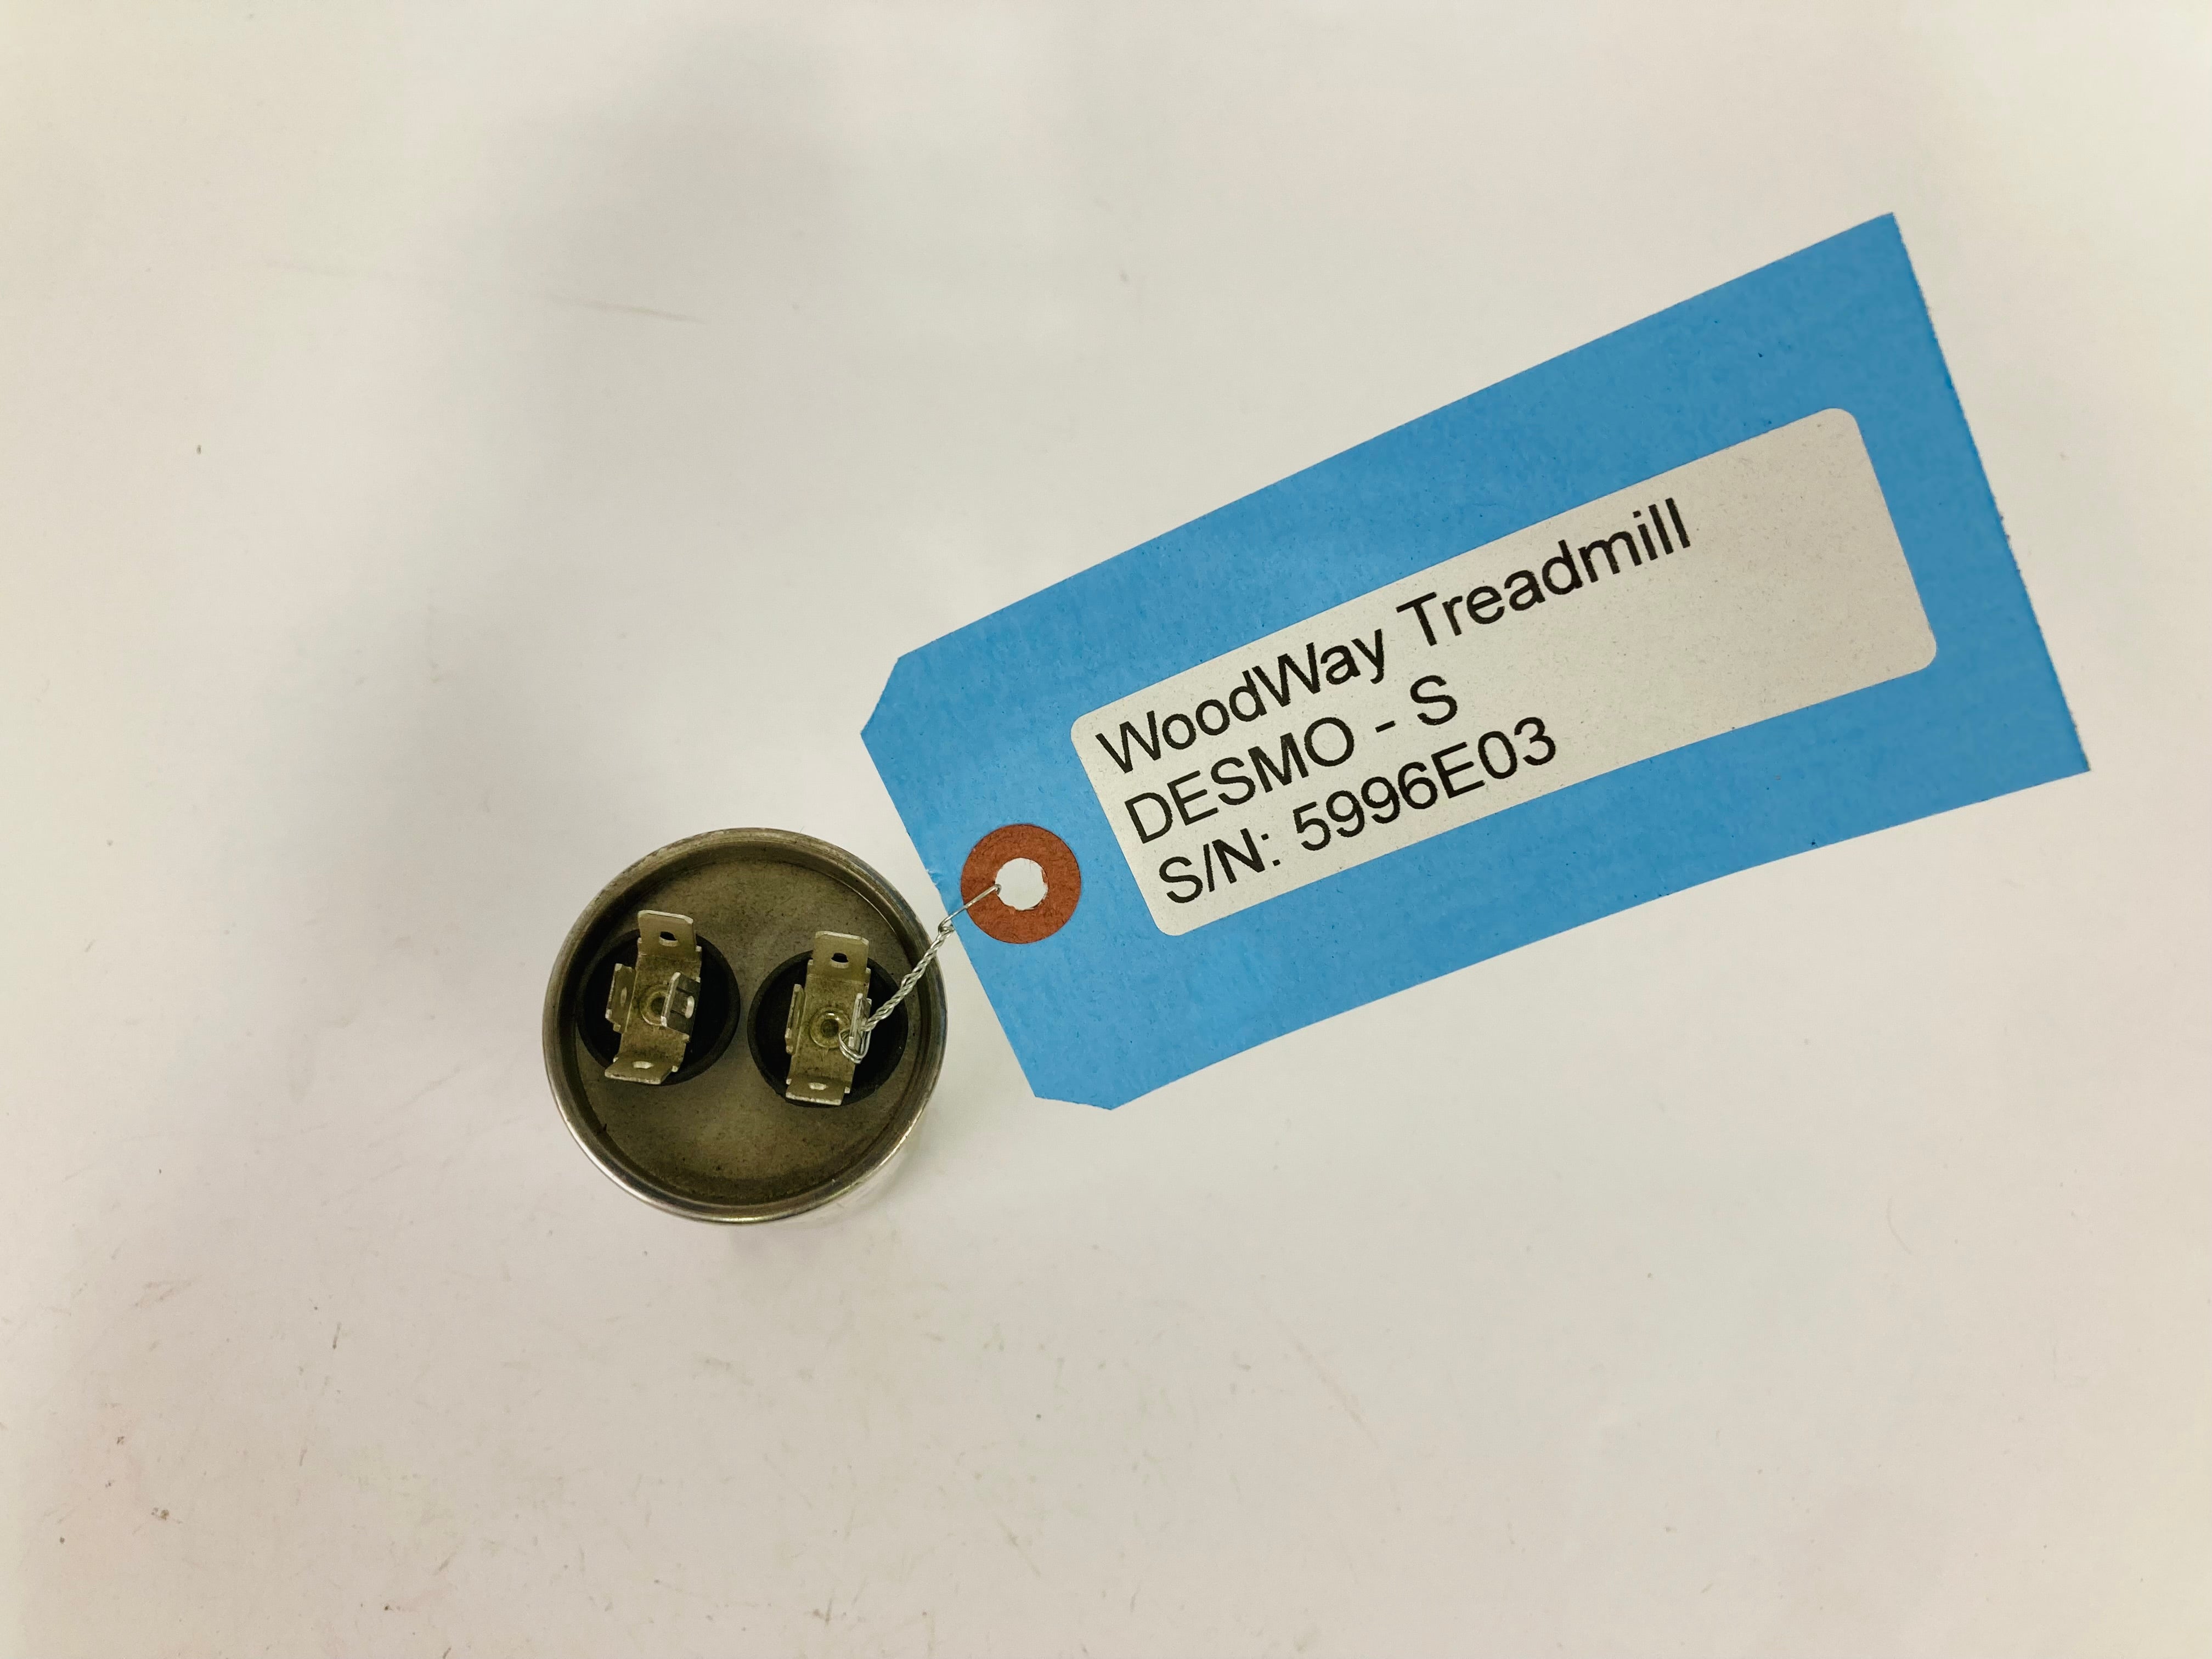 WoodWay Treadmill
DESMO - S
S/N: 5996E03